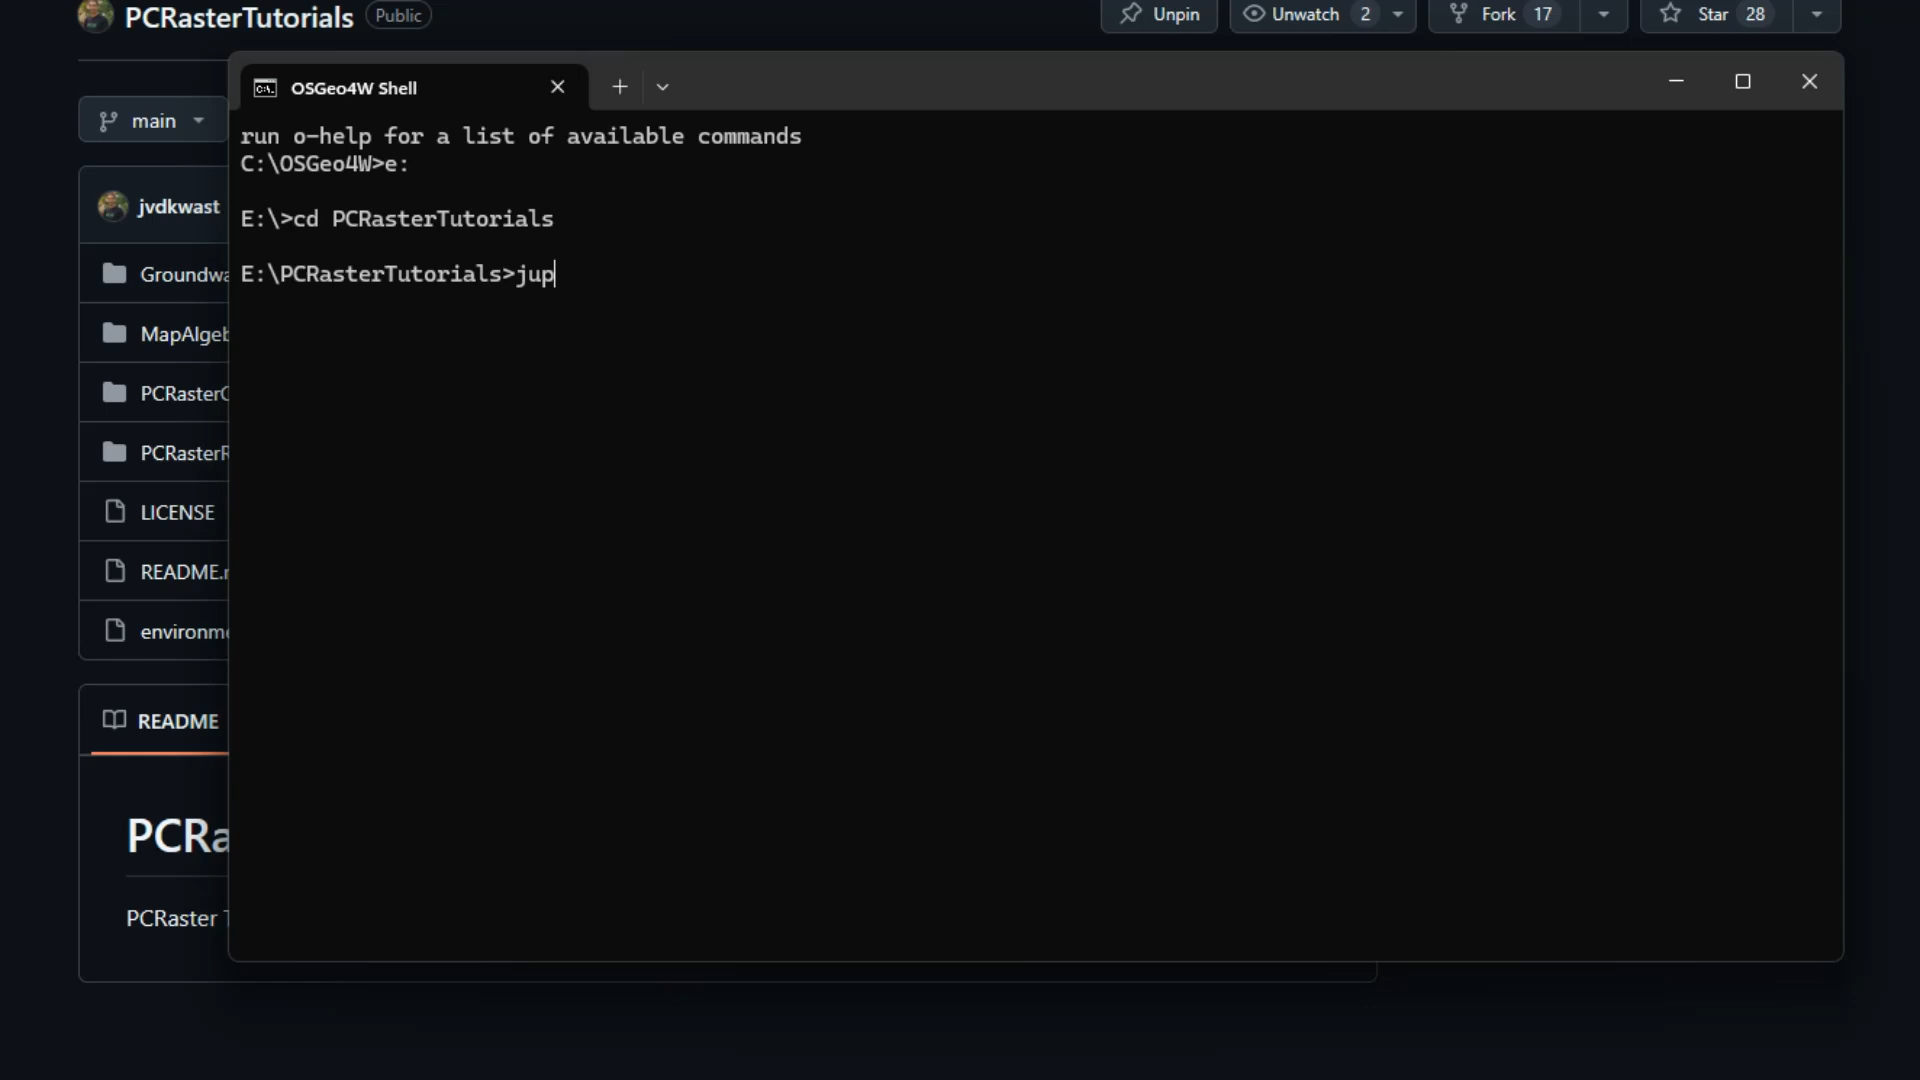 PCRasterTutorials Public
Unpin Unwatch 2 Fork 17 Star 28
OSGeo4W Shell
main
run o-help for a list of available commands
C:\OSGeo4W>e:
E:\>cd PCRasterTutorials
E:\PCRasterTutorials>jup
jvdkwast
LICENSE
README
PCRaster